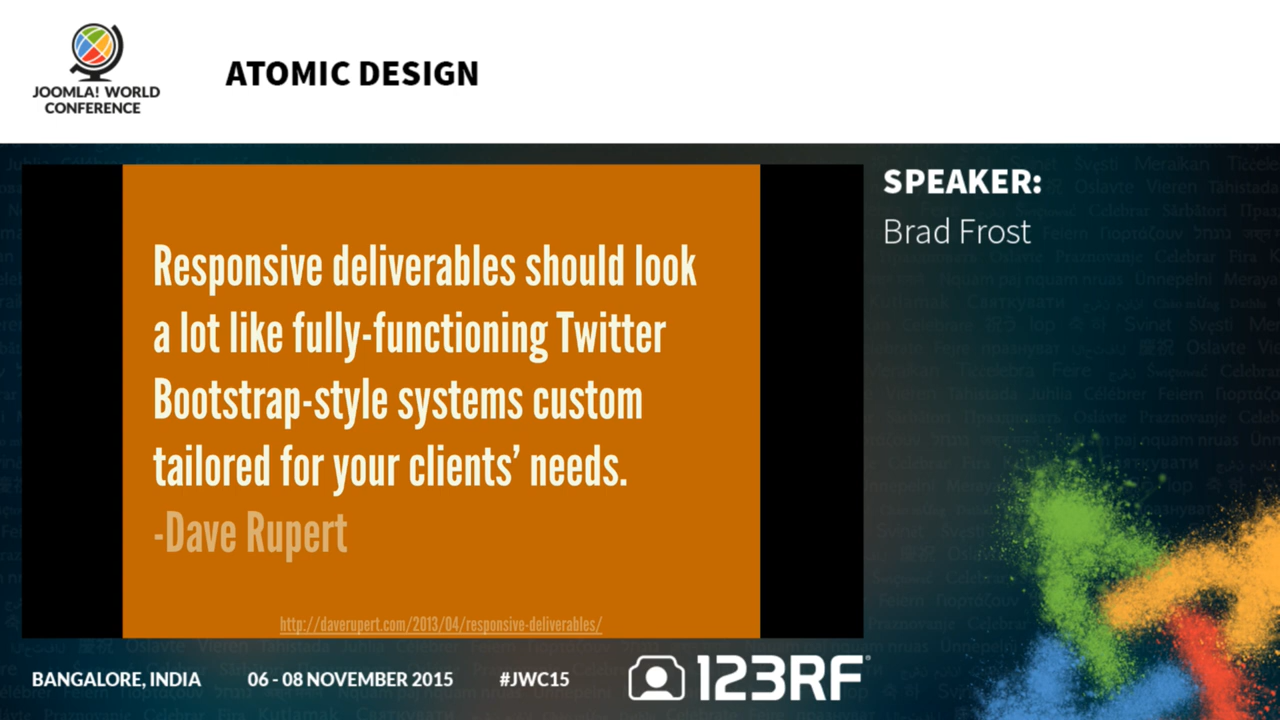 JOOMLA! WORLD
CONFERENCE
ATOMIC DESIGN
Responsive deliverables should look
a lot like fully-functioning Twitter
Bootstrap-style systems custom
tailored for your clients’ needs.
-Dave Rupert
http://daverupert.com/2013/04/responsive-deliverables/
SPEAKER:
Brad Frost
BANGALORE, INDIA
06 - 08 NOVEMBER 2015
#JWC15
123RF®